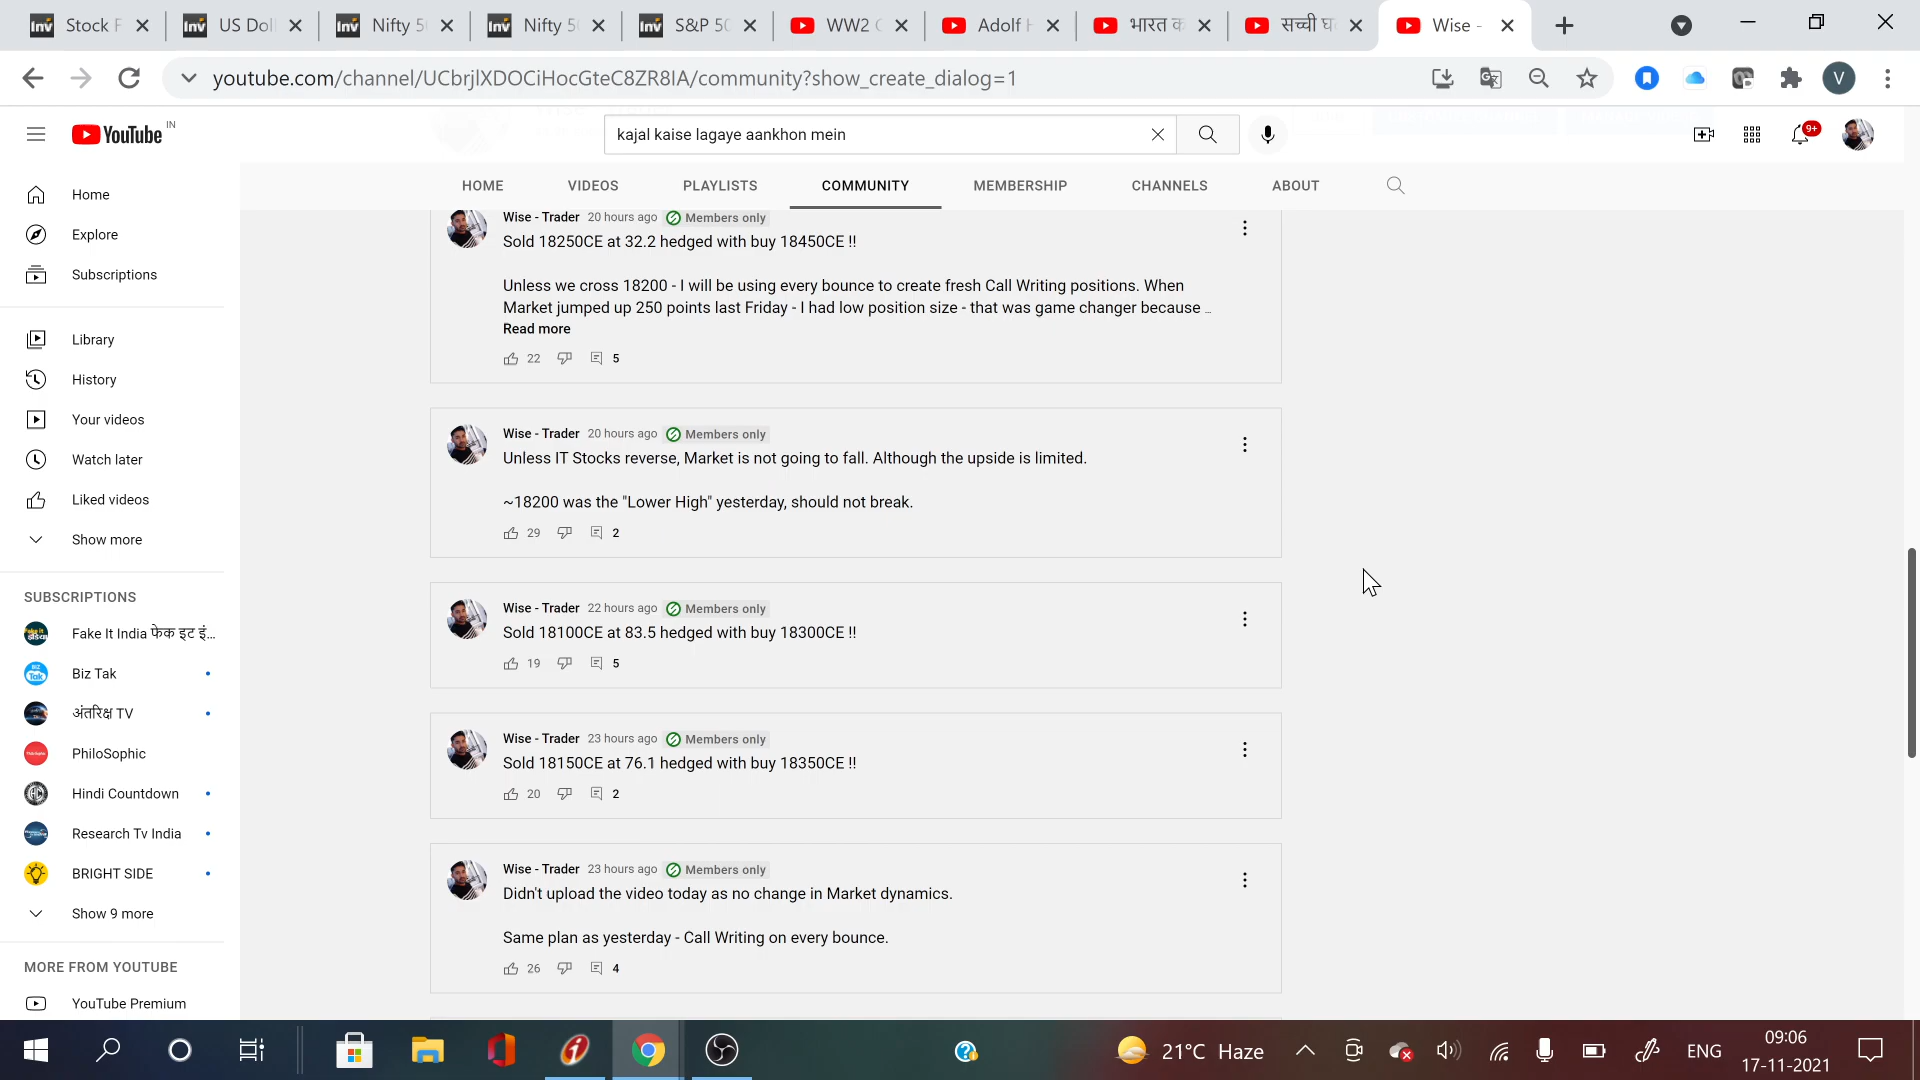 Stock F
US Dol
Nifty 5
Nifty 5
S&P 50
WW2
Adolf
भारत
सच्ची
Wise -
youtube.com/channel/UCbrjlXDOCiHocGteC8ZR8IA/community?show_create_dialog=1
V
YouTube IN
kajal kaise lagaye aankhon mein
9+
HOME VIDEOS PLAYLISTS COMMUNITY MEMBERSHIP CHANNELS ABOUT
Home
Explore
Subscriptions
Library
History
Your videos
Watch later
Liked videos
Show more
SUBSCRIPTIONS
Fake It India फेक इट इं...
Biz Tak
अंतरिक्ष TV
PhiloSophic
Hindi Countdown
Research Tv India
BRIGHT SIDE
Show 9 more
MORE FROM YOUTUBE
YouTube Premium
Wise - Trader 20 hours ago Members only
Sold 18250CE at 32.2 hedged with buy 18450CE !!
Unless we cross 18200 - I will be using every bounce to create fresh Call Writing positions. When
Market jumped up 250 points last Friday - I had low position size - that was game changer because ...
Read more
22 5
Wise - Trader 20 hours ago Members only
Unless IT Stocks reverse, Market is not going to fall. Although the upside is limited.
~18200 was the "Lower High" yesterday, should not break.
29 2
Wise - Trader 22 hours ago Members only
Sold 18100CE at 83.5 hedged with buy 18300CE !!
19 5
Wise - Trader 23 hours ago Members only
Sold 18150CE at 76.1 hedged with buy 18350CE !!
20 2
Wise - Trader 23 hours ago Members only
Didn't upload the video today as no change in Market dynamics.
Same plan as yesterday - Call Writing on every bounce.
26 4
21°C Haze
ENG
09:06
17-11-2021